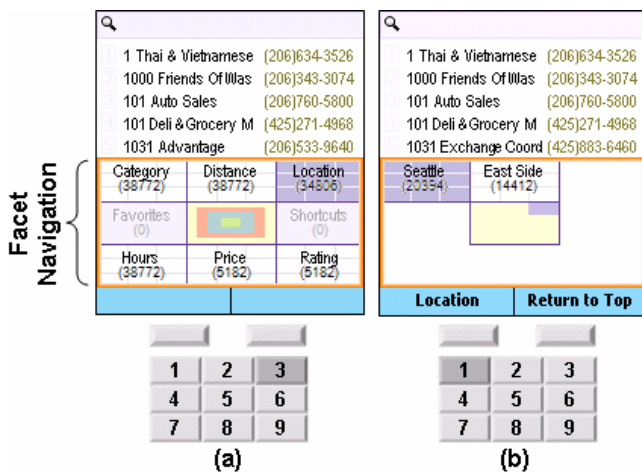 1 Thai & Vietnamese (206)634-3526
1000 Friends Of Was (206)343-3074
101 Auto Sales (206)760-5800
101 Deli & Grocery M (425)271-4968
1031 Advantage (206)533-9640
Facet Navigation
Category (38772) Distance (38772) Location (34806)
Favorites (0) Shortcuts (0)
Hours (38772) Price (5182) Rating (5182)
1 2 3
4 5 6
7 8 9
(a)
1 Thai & Vietnamese (206)634-3526
1000 Friends Of Was (206)343-3074
101 Auto Sales (206)760-5800
101 Deli & Grocery M (425)271-4968
1031 Exchange Coord (425)883-6460
Seattle (20394) East Side (14412)
Location Return to Top
1 2 3
4 5 6
7 8 9
(b)